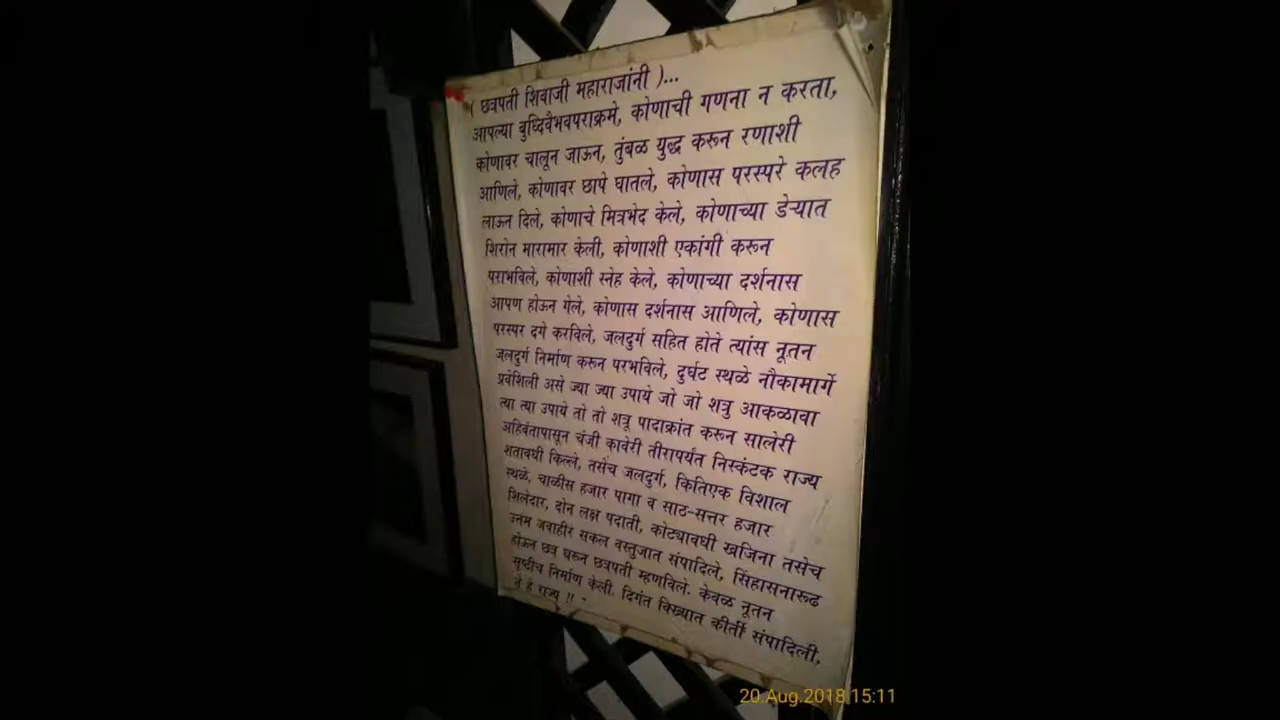 ( छत्रपती शिवाजी महाराजांनी )...
आपल्या बुध्दिवैभवपराक्रमे, कोणाची गणना न करता,
कोणावर चालून जाऊन, तुंबळ युद्ध करून रणाशी
आणिले, कोणावर छापे घातले, कोणास परस्परे कलह
लाऊन दिले, कोणाचे मित्रभेद केले, कोणाच्या डेऱ्यात
शिरोन मारामार केली, कोणाशी एकांगी करून
पराभविले, कोणाशी स्नेह केले, कोणाच्या दर्शनास
आपण होऊन गेले, कोणास दर्शनास आणिले, कोणास
परस्पर दगे करविले, जलदुर्ग सहित होते त्यांस नूतन
जलदुर्ग निर्माण करून परभविले, दुर्घट स्थळे नौकामार्गे
प्रवेशिली असे ज्या ज्या उपाये जो जो शत्रु आकळावा
त्या त्या उपाये तो तो शत्रू पादाक्रांत करून सालेरी
अहिवंतापासून चंजी कावेरी तीरापर्यंत निस्कंटक राज्य
शतावधी किल्ले, तसेच जलदुर्ग, कितिएक विशाल
स्थळे, चाळीस हजार पागा व साठ-सत्तर हजार
शिलेदार, दोन लक्ष पदाती, कोट्यावधी खजिना तसेच
उत्तम जवाहीर सकल वस्तुजात संपादिले, सिंहासनारूढ
होऊन छत्र धरून छत्रपती म्हणविले. केवळ नूतन
सृष्टीच निर्माण केली. दिगंत विख्यात कीर्ती संपादिली,
ते हे राज्य !! -
20.Aug.2018 15:11